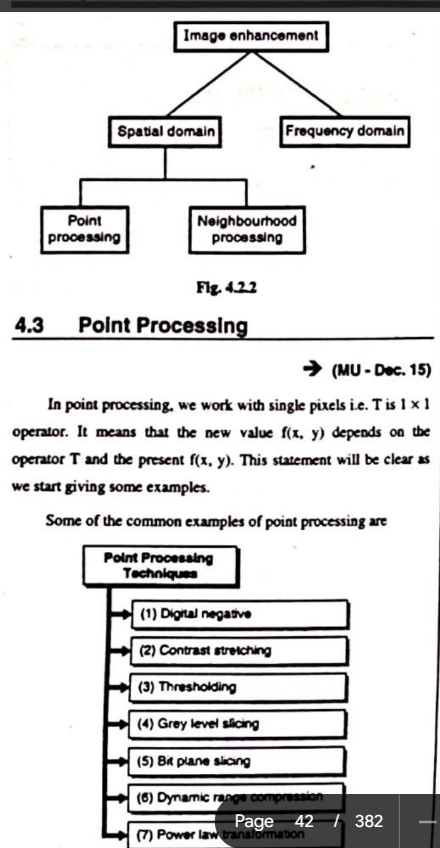 Image enhancement
Spatial domain
Frequency domain
Point
processing
Neighbourhood
processing
Fig. 4.2.2
4.3 Point Processing
→ (MU - Dec. 15)
In point processing, we work with single pixels i.e. T is 1 × 1
operator. It means that the new value f(x, y) depends on the
operator T and the present f(x, y). This statement will be clear as
we start giving some examples.
Some of the common examples of point processing are
Point Processing
Techniques
(1) Digital negative
(2) Contrast stretching
(3) Thresholding
(4) Grey level slicing
(5) Bit plane slicing
(6) Dynamic range compression
(7) Power law transformation
Page 42 / 382 —